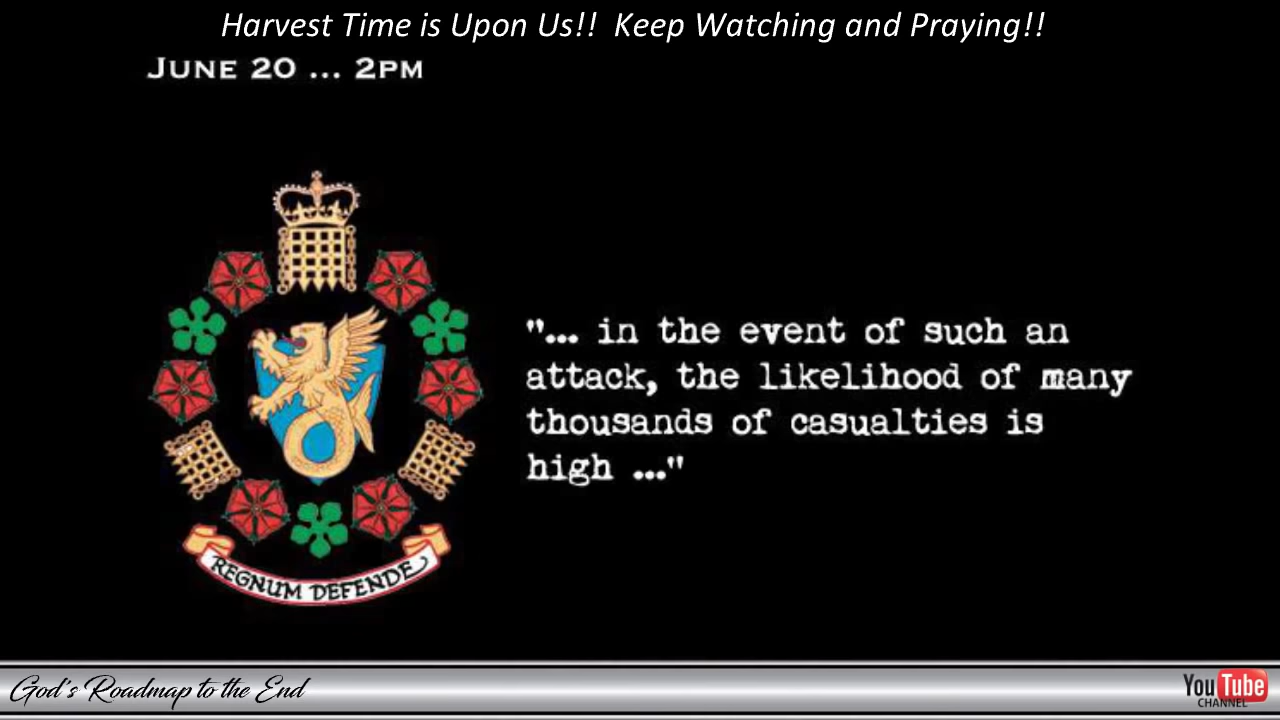 Harvest Time is Upon Us!!  Keep Watching and Praying!!
JUNE 20 ... 2PM
"... in the event of such an
attack, the likelihood of many
thousands of casualties is
high ..."
REGNUM DEFENDE
God's Roadmap to the End
YouTube
CHANNEL